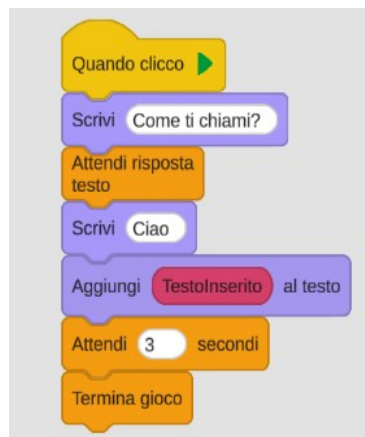 Quando clicco
Scrivi Come ti chiami?
Attendi risposta
testo
Scrivi Ciao
Aggiungi TestoInserito al testo
Attendi 3 secondi
Termina gioco